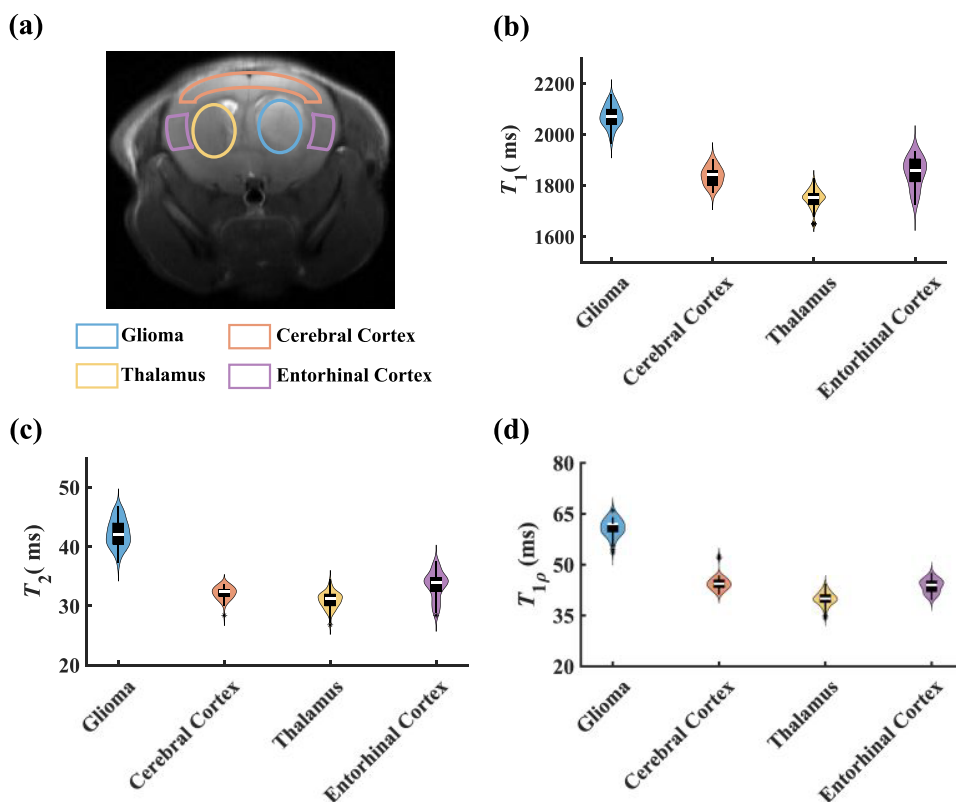 (a)
Glioma
Cerebral Cortex
Thalamus
Entorhinal Cortex
(b)
T1( ms)
2200
2000
1800
1600
Glioma
Cerebral Cortex
Thalamus
Entorhinal Cortex
(c)
T2( ms)
50
40
30
20
Glioma
Cerebral Cortex
Thalamus
Entorhinal Cortex
(d)
T1ρ (ms)
80
65
50
35
20
Glioma
Cerebral Cortex
Thalamus
Entorhinal Cortex